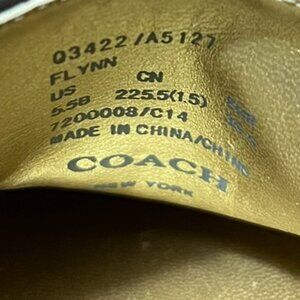 Q3422/A5127
FLYNN
US CN
5.5B 225.5(1.5)
7200008/C14
MADE IN CHINA/CHINE
COACH
NEW YORK